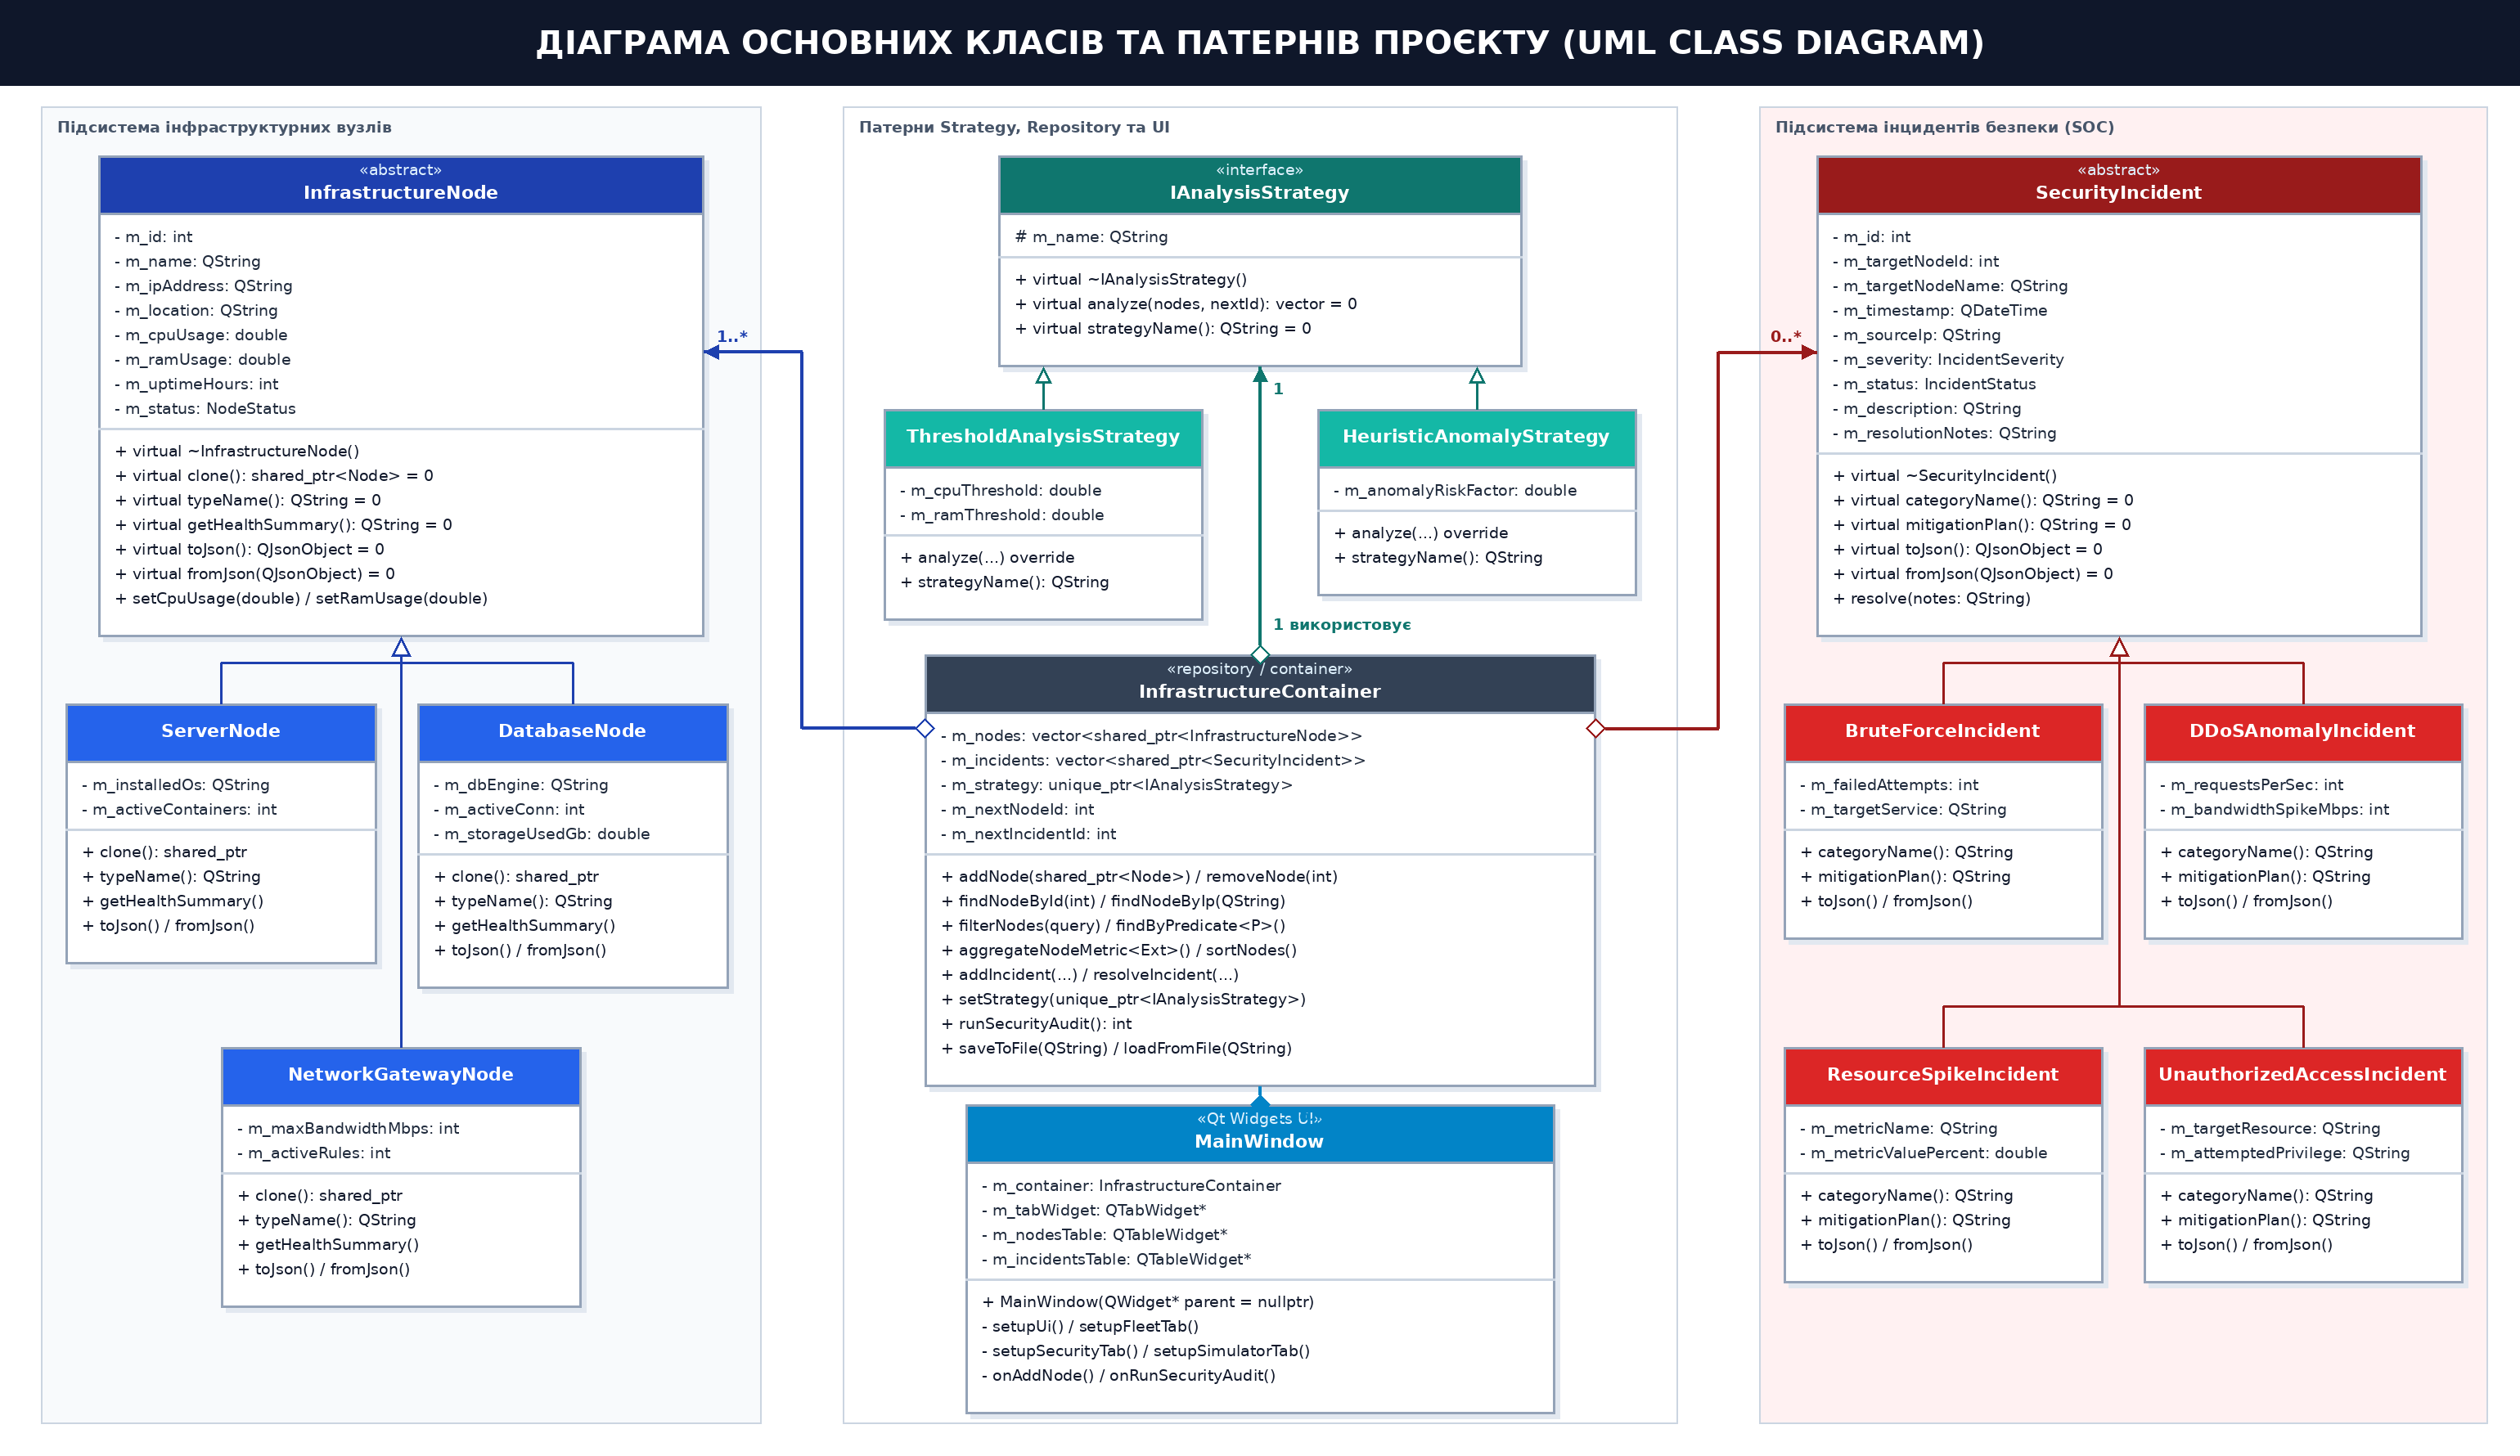 ДІАГРАМА ОСНОВНИХ КЛАСІВ ТА ПАТЕРНІВ ПРОЄКТУ (UML CLASS DIAGRAM)
Підсистема інфраструктурних вузлів
«abstract»
InfrastructureNode
- m_id: int
- m_name: QString
- m_ipAddress: QString
- m_location: QString
- m_cpuUsage: double
- m_ramUsage: double
- m_uptimeHours: int
- m_status: NodeStatus
+ virtual ~InfrastructureNode()
+ virtual clone(): shared_ptr<Node> = 0
+ virtual typeName(): QString = 0
+ virtual getHealthSummary(): QString = 0
+ virtual toJson(): QJsonObject = 0
+ virtual fromJson(QJsonObject) = 0
+ setCpuUsage(double) / setRamUsage(double)
1..*
ServerNode
- m_installedOs: QString
- m_activeContainers: int
+ clone(): shared_ptr
+ typeName(): QString
+ getHealthSummary()
+ toJson() / fromJson()
DatabaseNode
- m_dbEngine: QString
- m_activeConn: int
- m_storageUsedGb: double
+ clone(): shared_ptr
+ typeName(): QString
+ getHealthSummary()
+ toJson() / fromJson()
NetworkGatewayNode
- m_maxBandwidthMbps: int
- m_activeRules: int
+ clone(): shared_ptr
+ typeName(): QString
+ getHealthSummary()
+ toJson() / fromJson()
Патерни Strategy, Repository та UI
«interface»
IAnalysisStrategy
# m_name: QString
+ virtual ~IAnalysisStrategy()
+ virtual analyze(nodes, nextId): vector = 0
+ virtual strategyName(): QString = 0
1
ThresholdAnalysisStrategy
- m_cpuThreshold: double
- m_ramThreshold: double
+ analyze(...) override
+ strategyName(): QString
HeuristicAnomalyStrategy
- m_anomalyRiskFactor: double
+ analyze(...) override
+ strategyName(): QString
1 використовує
«repository / container»
InfrastructureContainer
- m_nodes: vector<shared_ptr<InfrastructureNode>>
- m_incidents: vector<shared_ptr<SecurityIncident>>
- m_strategy: unique_ptr<IAnalysisStrategy>
- m_nextNodeId: int
- m_nextIncidentId: int
+ addNode(shared_ptr<Node>) / removeNode(int)
+ findNodeById(int) / findNodeByIp(QString)
+ filterNodes(query) / findByPredicate<P>()
+ aggregateNodeMetric<Ext>() / sortNodes()
+ addIncident(...) / resolveIncident(...)
+ setStrategy(unique_ptr<IAnalysisStrategy>)
+ runSecurityAudit(): int
+ saveToFile(QString) / loadFromFile(QString)
«Qt Widgets UI»
MainWindow
- m_container: InfrastructureContainer
- m_tabWidget: QTabWidget*
- m_nodesTable: QTableWidget*
- m_incidentsTable: QTableWidget*
+ MainWindow(QWidget* parent = nullptr)
- setupUi() / setupFleetTab()
- setupSecurityTab() / setupSimulatorTab()
- onAddNode() / onRunSecurityAudit()
Підсистема інцидентів безпеки (SOC)
«abstract»
SecurityIncident
- m_id: int
- m_targetNodeId: int
- m_targetNodeName: QString
- m_timestamp: QDateTime
- m_sourceIp: QString
- m_severity: IncidentSeverity
- m_status: IncidentStatus
- m_description: QString
- m_resolutionNotes: QString
+ virtual ~SecurityIncident()
+ virtual categoryName(): QString = 0
+ virtual mitigationPlan(): QString = 0
+ virtual toJson(): QJsonObject = 0
+ virtual fromJson(QJsonObject) = 0
+ resolve(notes: QString)
0..*
BruteForceIncident
- m_failedAttempts: int
- m_targetService: QString
+ categoryName(): QString
+ mitigationPlan(): QString
+ toJson() / fromJson()
DDoSAnomalyIncident
- m_requestsPerSec: int
- m_bandwidthSpikeMbps: int
+ categoryName(): QString
+ mitigationPlan(): QString
+ toJson() / fromJson()
ResourceSpikeIncident
- m_metricName: QString
- m_metricValuePercent: double
+ categoryName(): QString
+ mitigationPlan(): QString
+ toJson() / fromJson()
UnauthorizedAccessIncident
- m_targetResource: QString
- m_attemptedPrivilege: QString
+ categoryName(): QString
+ mitigationPlan(): QString
+ toJson() / fromJson()